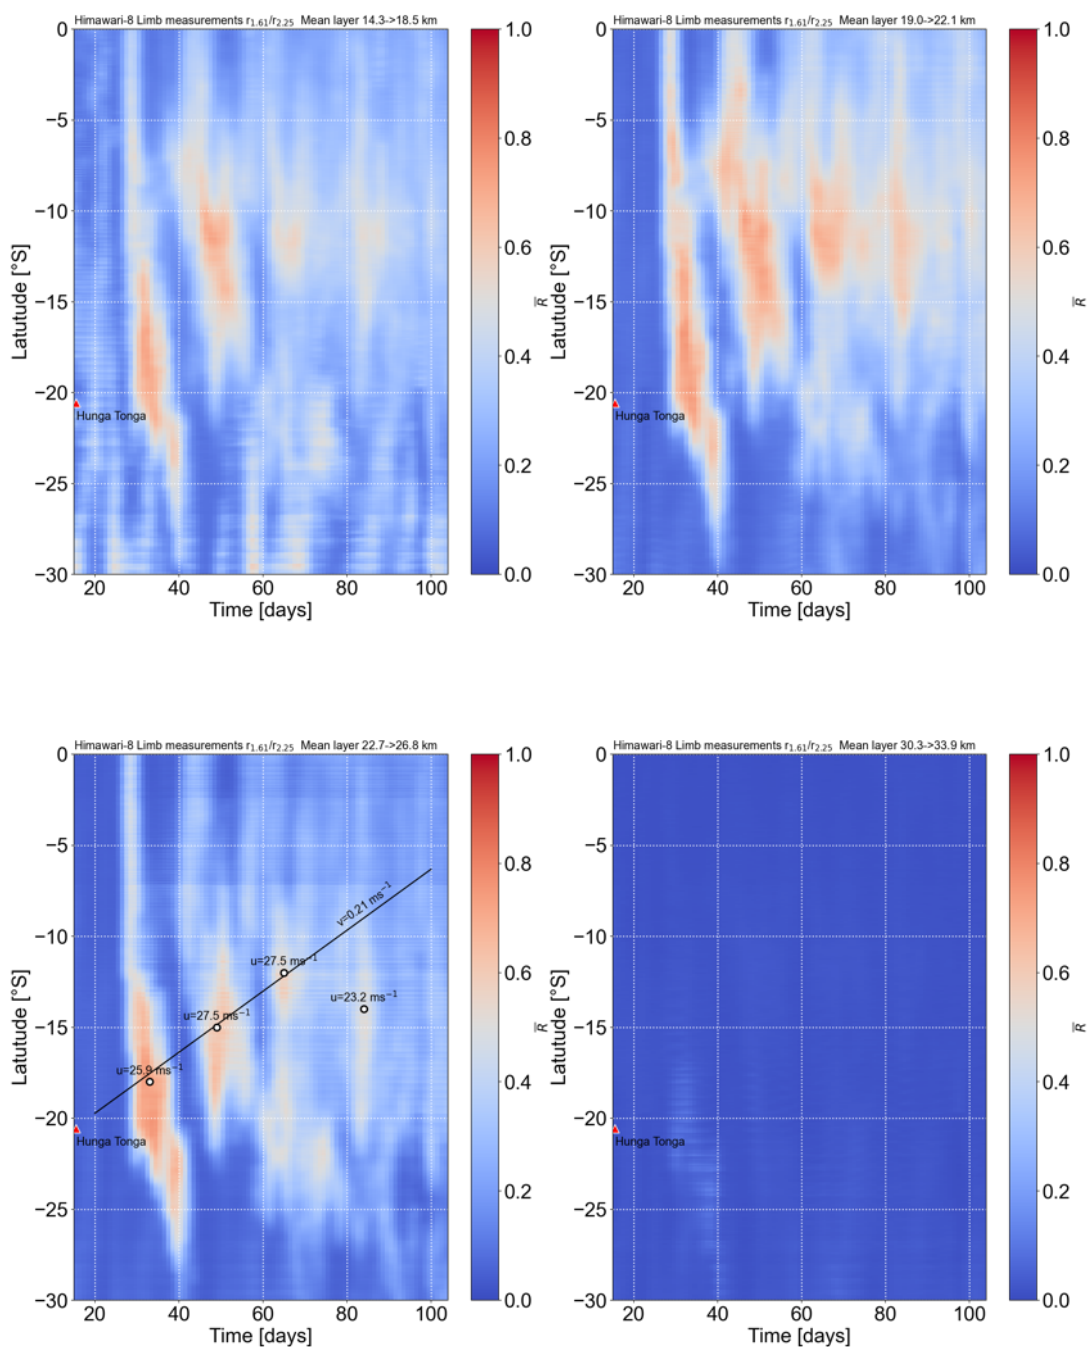 Himawari-8 Limb measurements r1.61/r2.25 Mean layer 14.3->18.5 km
0
−5
−10
−15
−20
−25
−30
Latutude [°S]
Hunga Tonga
20 40 60 80 100
Time [days]
1.0
0.8
0.6
0.4
0.2
0.0
R̅
Himawari-8 Limb measurements r1.61/r2.25 Mean layer 19.0->22.1 km
0
−5
−10
−15
−20
−25
−30
Latutude [°S]
Hunga Tonga
20 40 60 80 100
Time [days]
1.0
0.8
0.6
0.4
0.2
0.0
R̅
Himawari-8 Limb measurements r1.61/r2.25 Mean layer 22.7->26.8 km
0
−5
−10
−15
−20
−25
−30
Latutude [°S]
v=0.21 ms−1
u=27.5 ms−1
u=23.2 ms−1
u=27.5 ms−1
u=25.9 ms−1
Hunga Tonga
20 40 60 80 100
Time [days]
1.0
0.8
0.6
0.4
0.2
0.0
R̅
Himawari-8 Limb measurements r1.61/r2.25 Mean layer 30.3->33.9 km
0
−5
−10
−15
−20
−25
−30
Latutude [°S]
Hunga Tonga
20 40 60 80 100
Time [days]
1.0
0.8
0.6
0.4
0.2
0.0
R̅